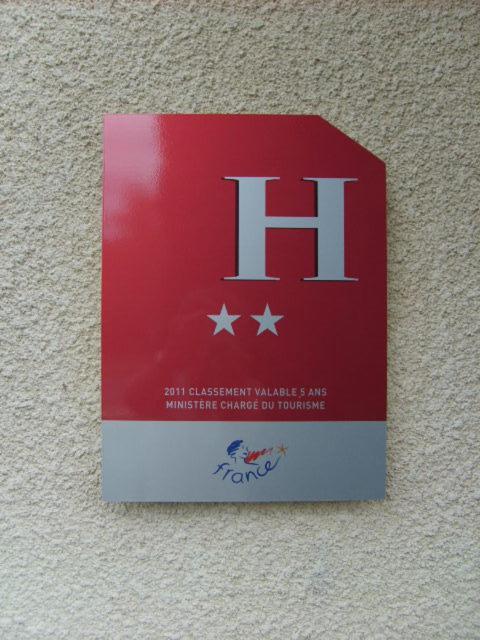 H
2011 CLASSEMENT VALABLE 5 ANS
MINISTÈRE CHARGÉ DU TOURISME
france